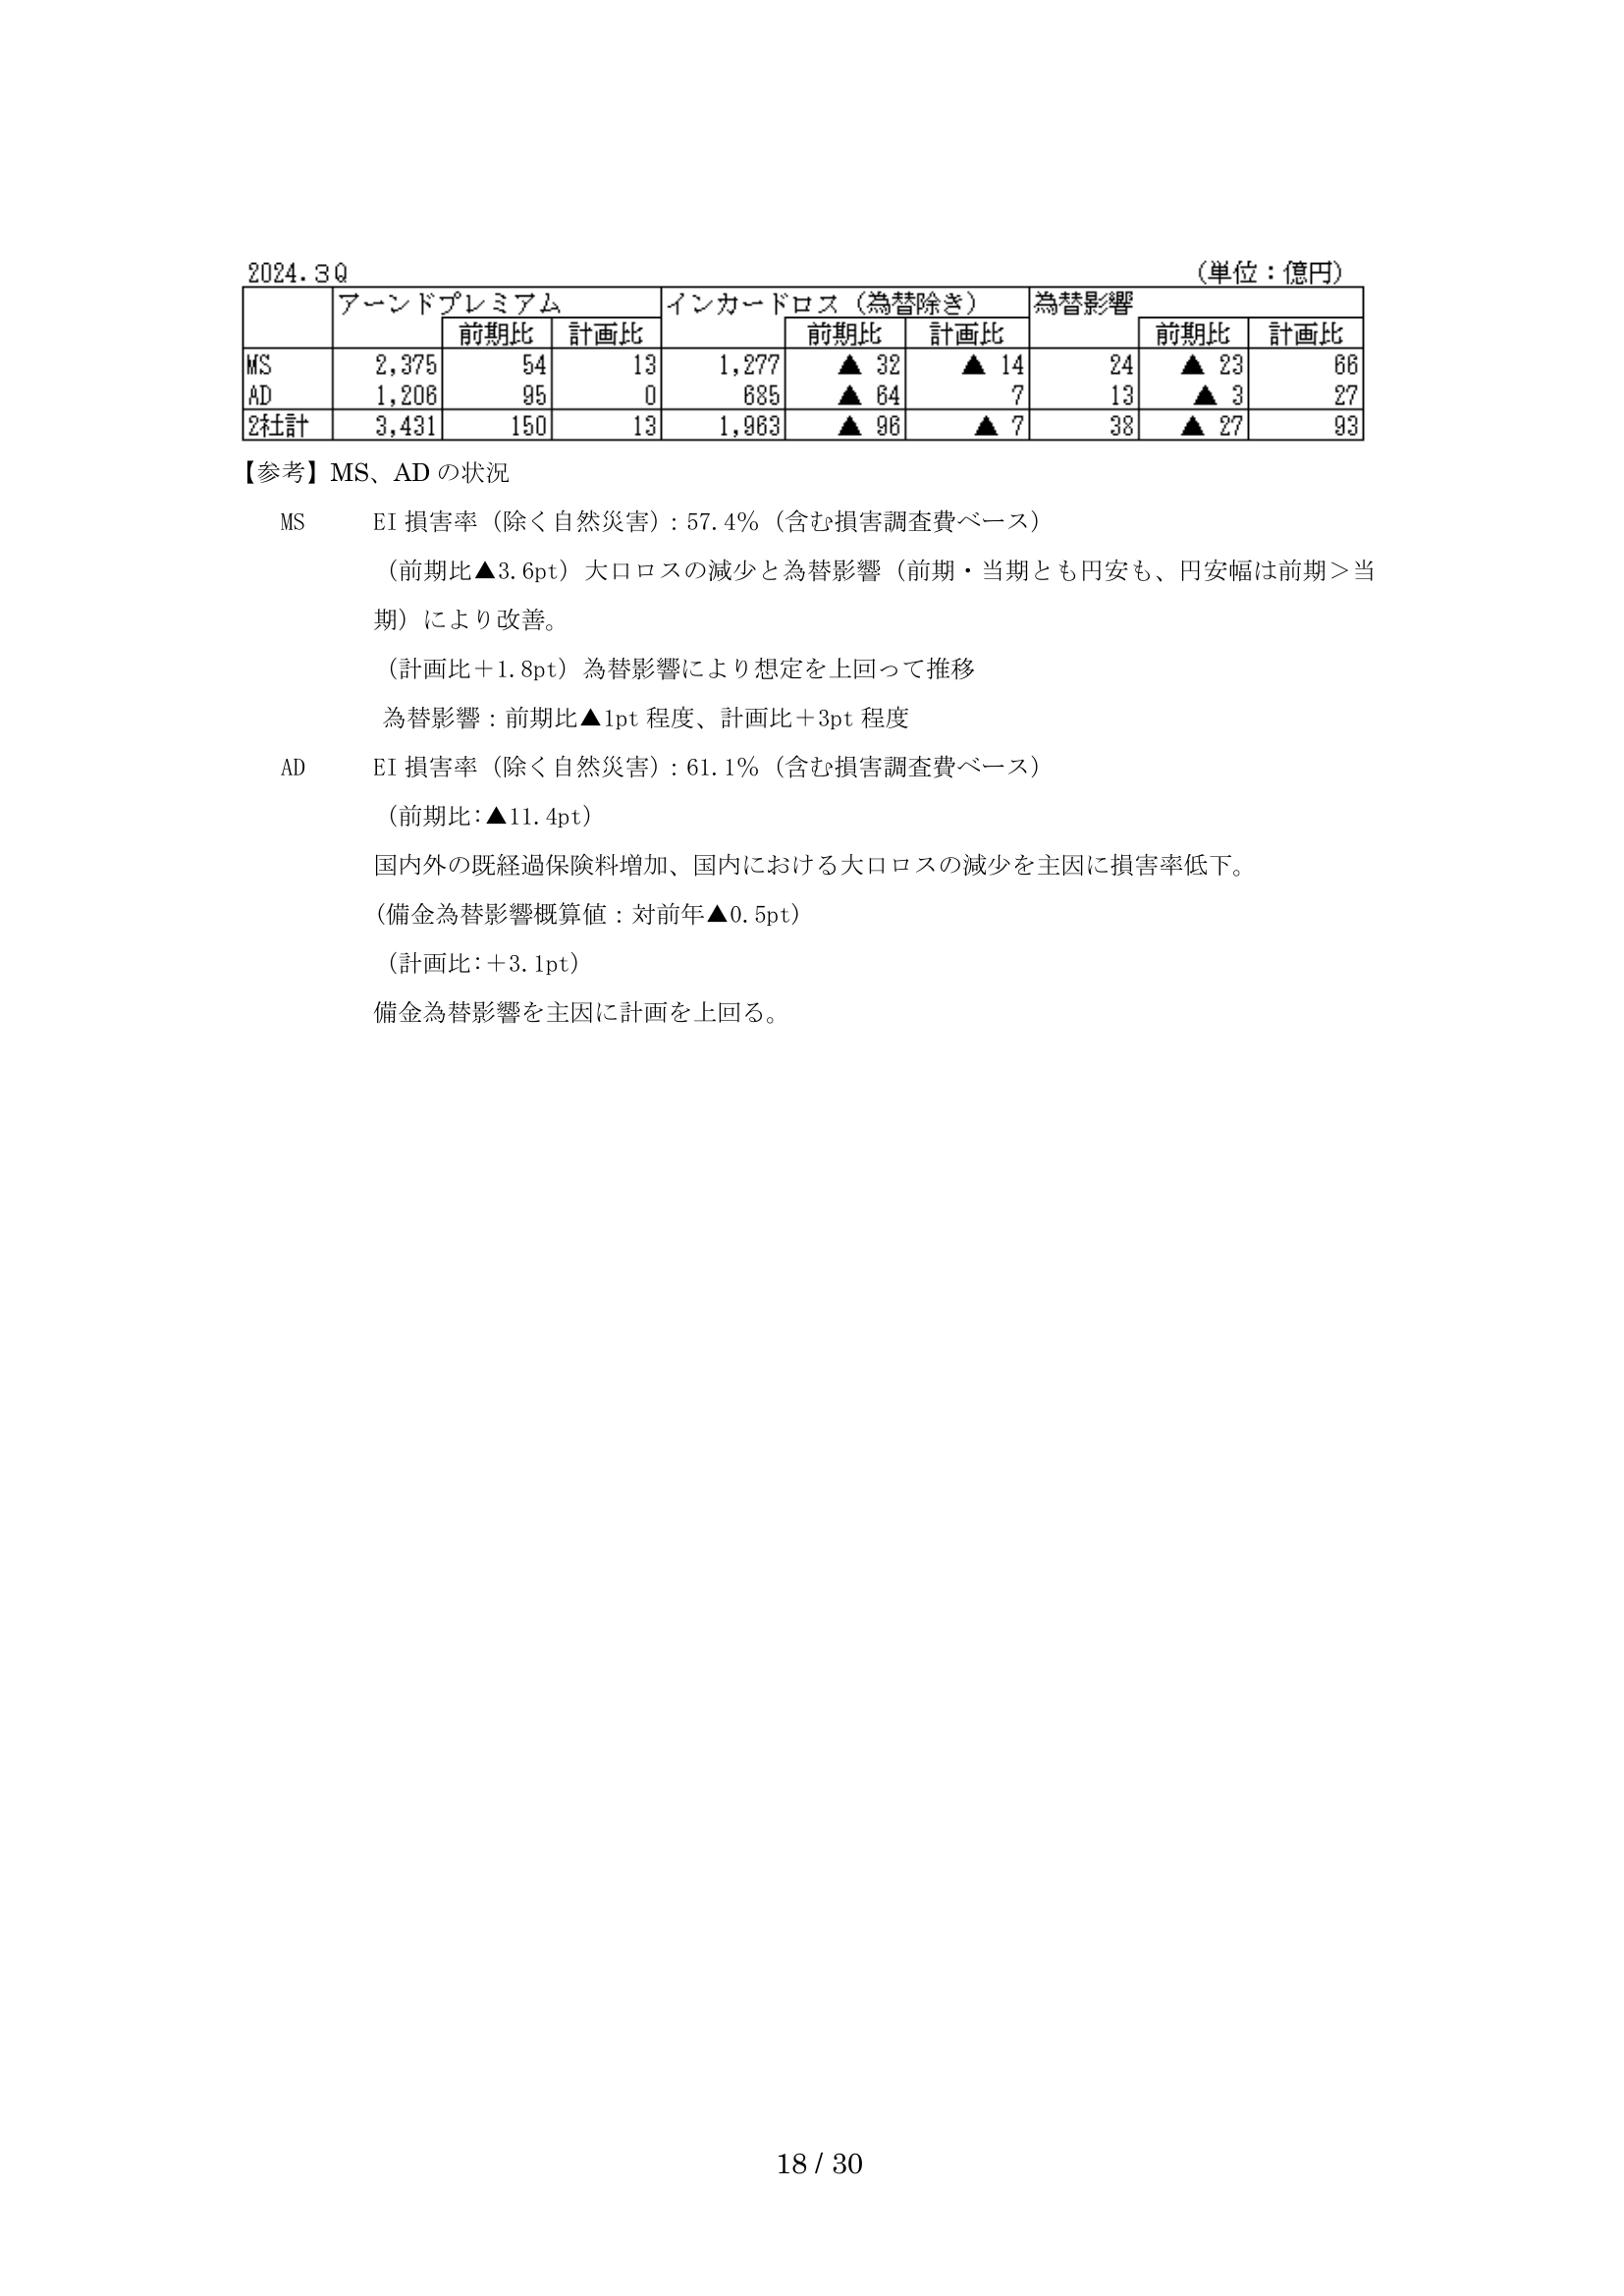 2024.3Q （単位：億円）
アーンドプレミアム インカードロス（為替除き） 為替影響
前期比 計画比 前期比 計画比 前期比 計画比
MS 2,375 54 13 1,277 ▲ 32 ▲ 14 24 ▲ 23 66
AD 1,206 95 0 685 ▲ 64 7 13 ▲ 3 27
2社計 3,431 150 13 1,963 ▲ 96 ▲ 7 38 ▲ 27 93
【参考】MS、AD の状況
MS EI 損害率（除く自然災害）：57.4％（含む損害調査費ベース）
（前期比▲3.6pt）大口ロスの減少と為替影響（前期・当期とも円安も、円安幅は前期＞当
期）により改善。
（計画比＋1.8pt）為替影響により想定を上回って推移
為替影響：前期比▲1pt 程度、計画比＋3pt 程度
AD EI 損害率（除く自然災害）：61.1％（含む損害調査費ベース）
（前期比：▲11.4pt）
国内外の既経過保険料増加、国内における大口ロスの減少を主因に損害率低下。
（備金為替影響概算値：対前年▲0.5pt）
（計画比：＋3.1pt）
備金為替影響を主因に計画を上回る。
18 / 30